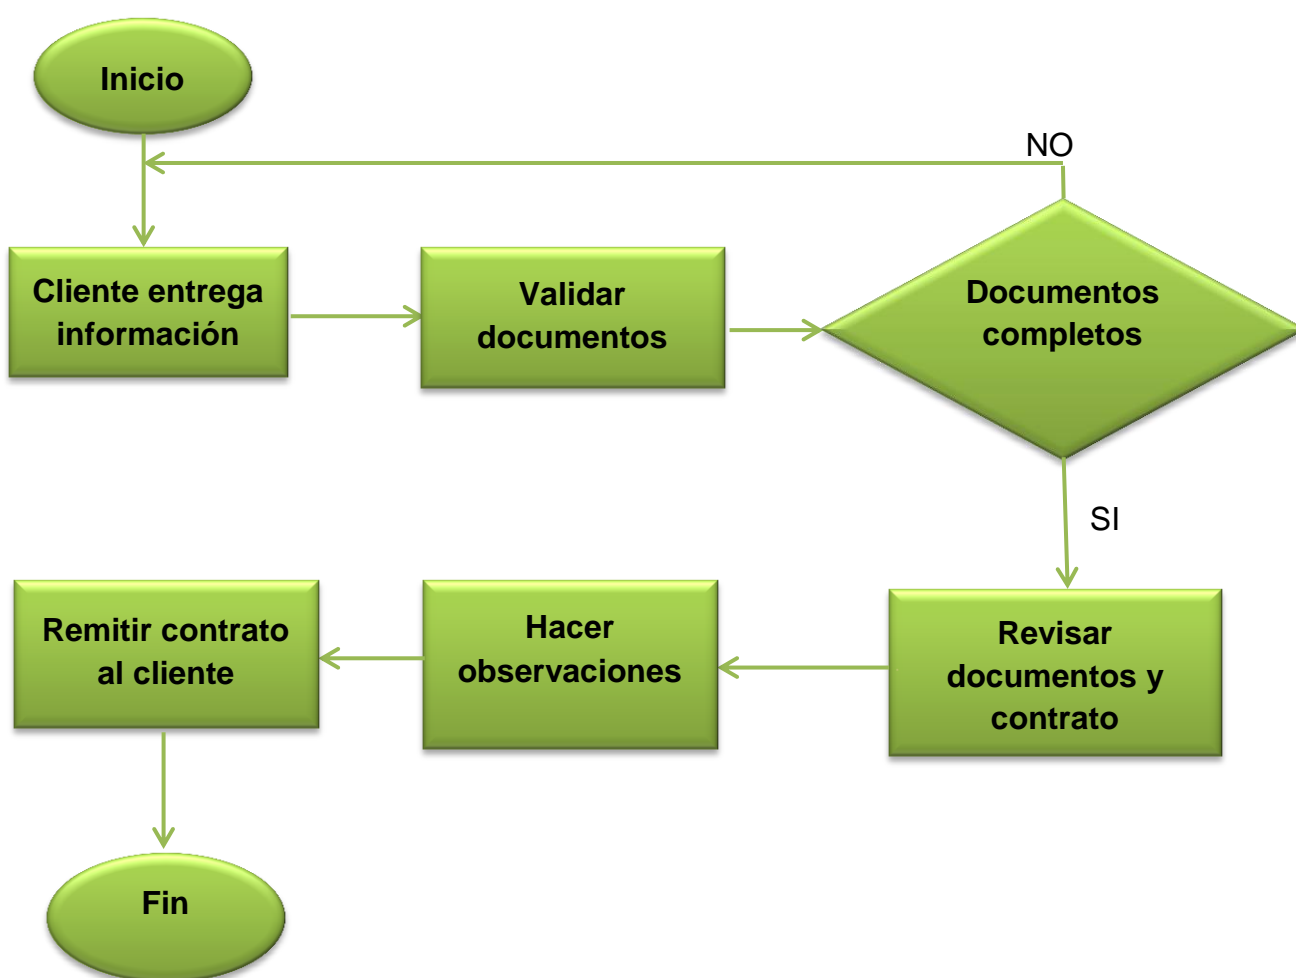 Inicio
NO
Cliente entrega
información
Validar
documentos
Documentos
completos
SI
Revisar
documentos y
contrato
Hacer
observaciones
Remitir contrato
al cliente
Fin